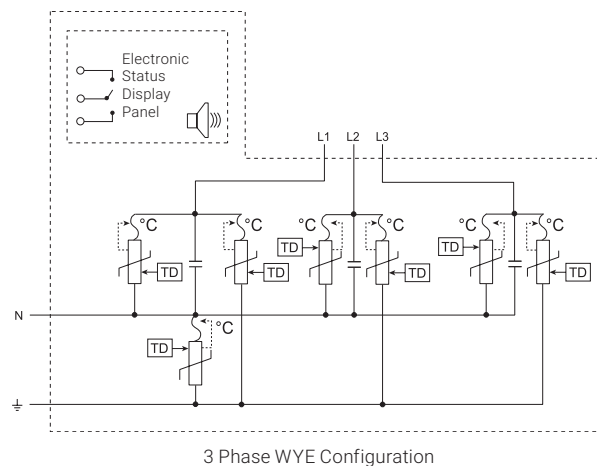 Electronic
Status
Display
Panel
L1 L2 L3
°C °C °C °C °C °C
TD TD
TD TD TD TD
N
°C
TD
3 Phase WYE Configuration